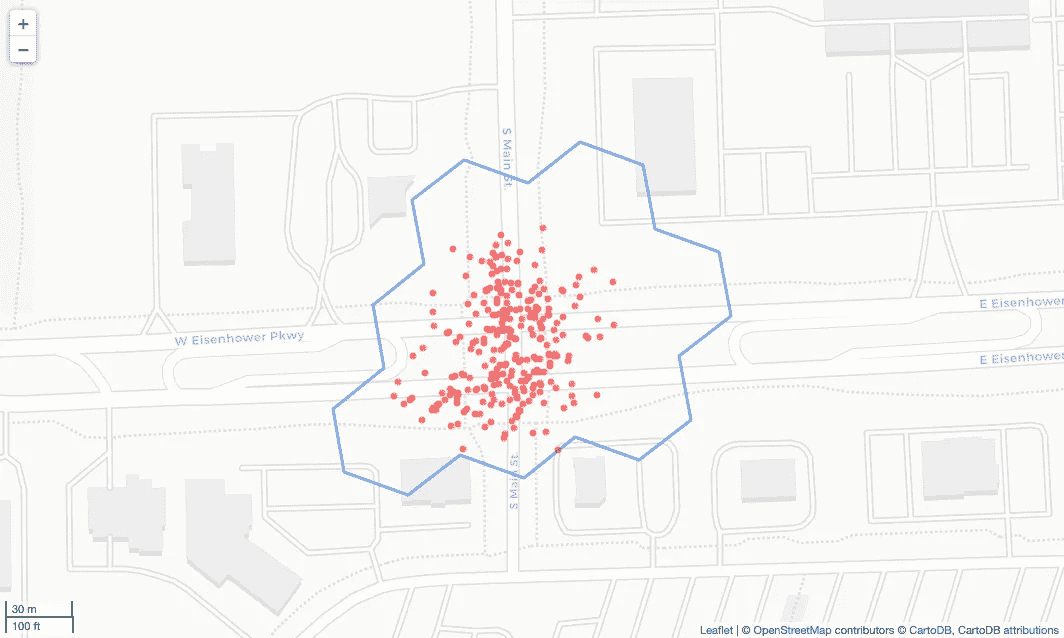 +
−
S Main St.
E Eisenhower
W Eisenhower Pkwy
E Eisenhower
S Main St.
30 m
100 ft
Leaflet | © OpenStreetMap contributors © CartoDB, CartoDB attributions